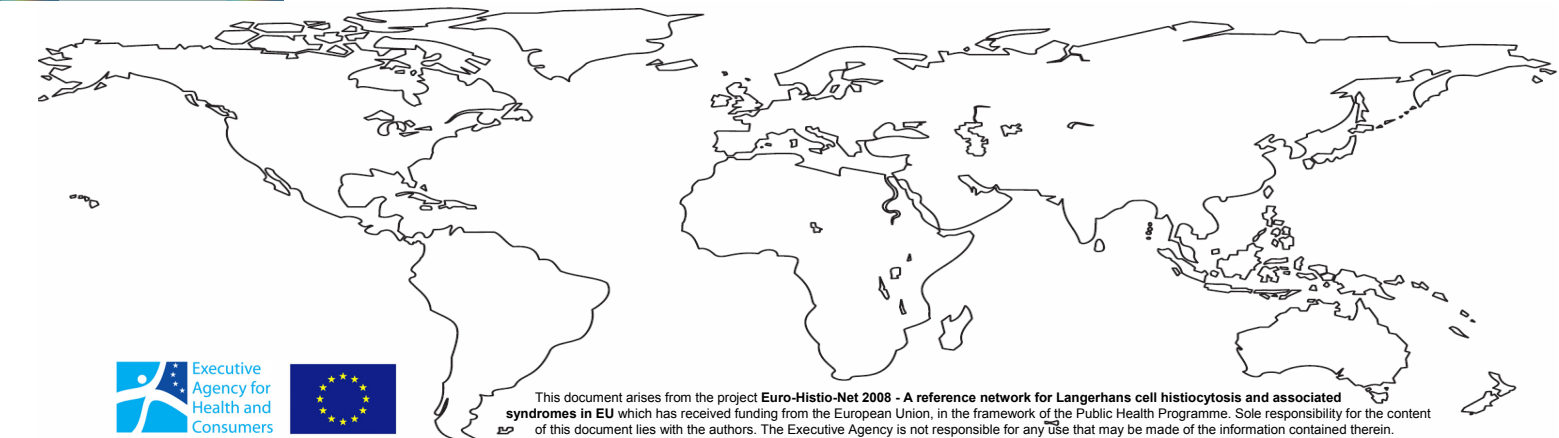 Executive
Agency for
Health and
Consumers
This document arises from the project Euro-Histio-Net 2008 - A reference network for Langerhans cell histiocytosis and associated
syndromes in EU which has received funding from the European Union, in the framework of the Public Health Programme. Sole responsibility for the content
of this document lies with the authors. The Executive Agency is not responsible for any use that may be made of the information contained therein.